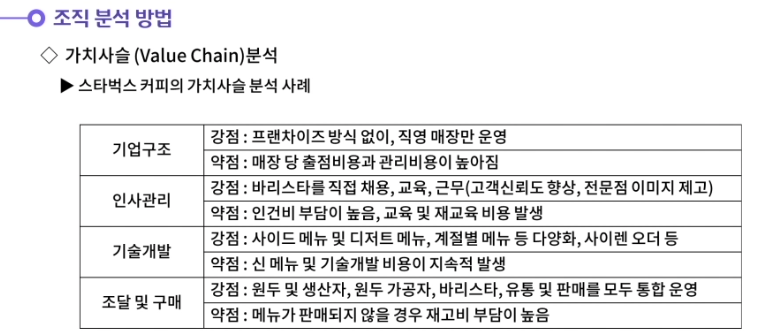 조직 분석 방법
◇ 가치사슬 (Value Chain)분석
▶ 스타벅스 커피의 가치사슬 분석 사례
기업구조
강점 : 프랜차이즈 방식 없이, 직영 매장만 운영
약점 : 매장 당 출점비용과 관리비용이 높아짐
인사관리
강점 : 바리스타를 직접 채용, 교육, 근무(고객신뢰도 향상, 전문점 이미지 제고)
약점 : 인건비 부담이 높음, 교육 및 재교육 비용 발생
기술개발
강점 : 사이드 메뉴 및 디저트 메뉴, 계절별 메뉴 등 다양화, 사이렌 오더 등
약점 : 신 메뉴 및 기술개발 비용이 지속적 발생
조달 및 구매
강점 : 원두 및 생산자, 원두 가공자, 바리스타, 유통 및 판매를 모두 통합 운영
약점 : 메뉴가 판매되지 않을 경우 재고비 부담이 높음